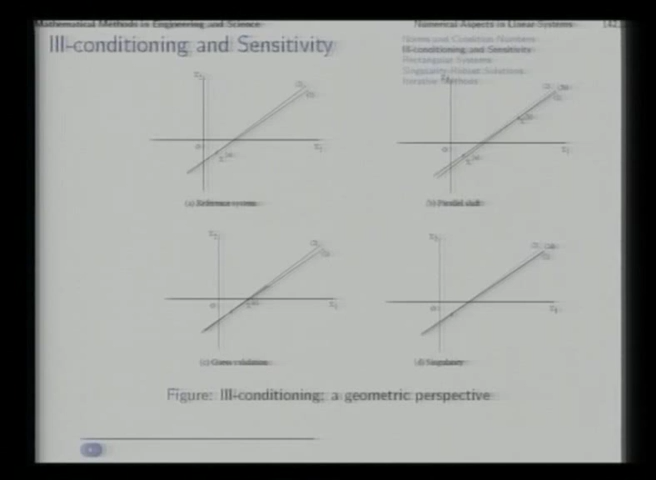 Mathematical Methods in Engineering and Science
Numerical Aspects in Linear Systems
Ill-conditioning and Sensitivity
Norms and Condition Numbers
Ill-conditioning and Sensitivity
Rectangular Systems
Singularity-Robust Solutions
Iterative Methods
(a) Reference system
(b) Parallel shift
(c) Guess validation
(d) Singularity
Figure: Ill-conditioning: a geometric perspective